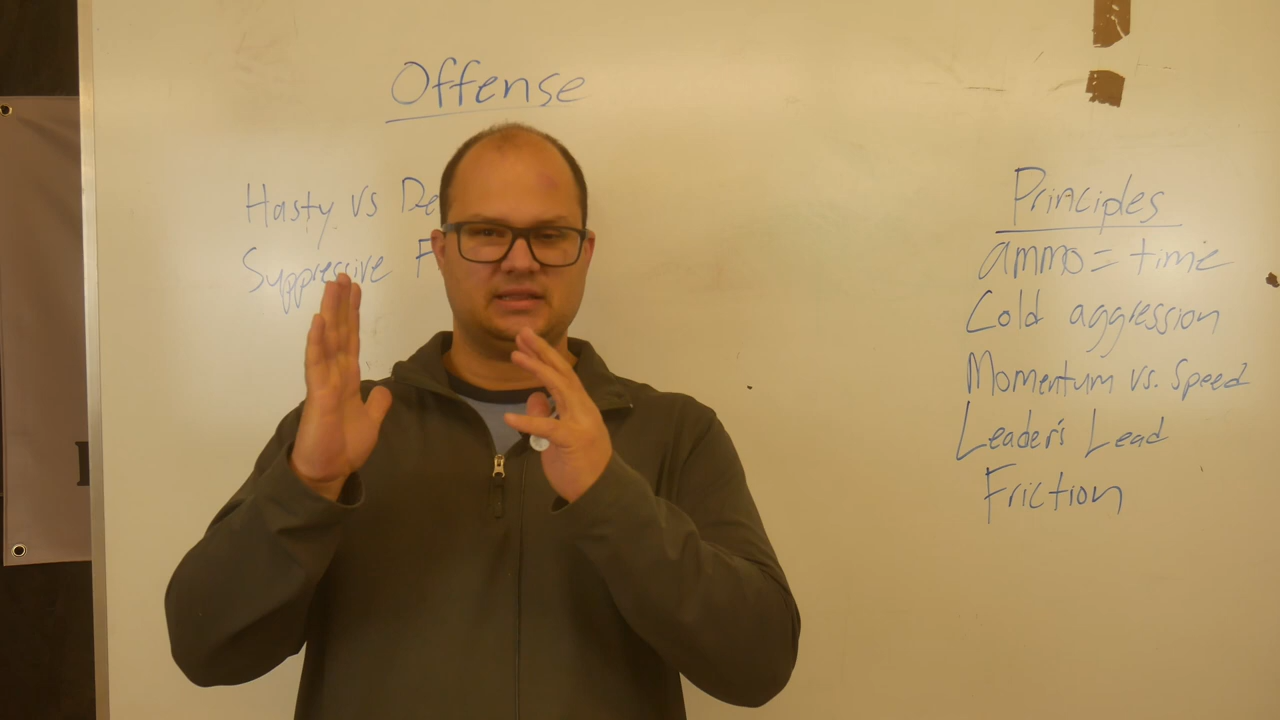 Offense
Hasty vs De
Suppressive F
Principles
ammo = time
Cold aggression
Momentum vs. Speed
Leader's Lead
Friction